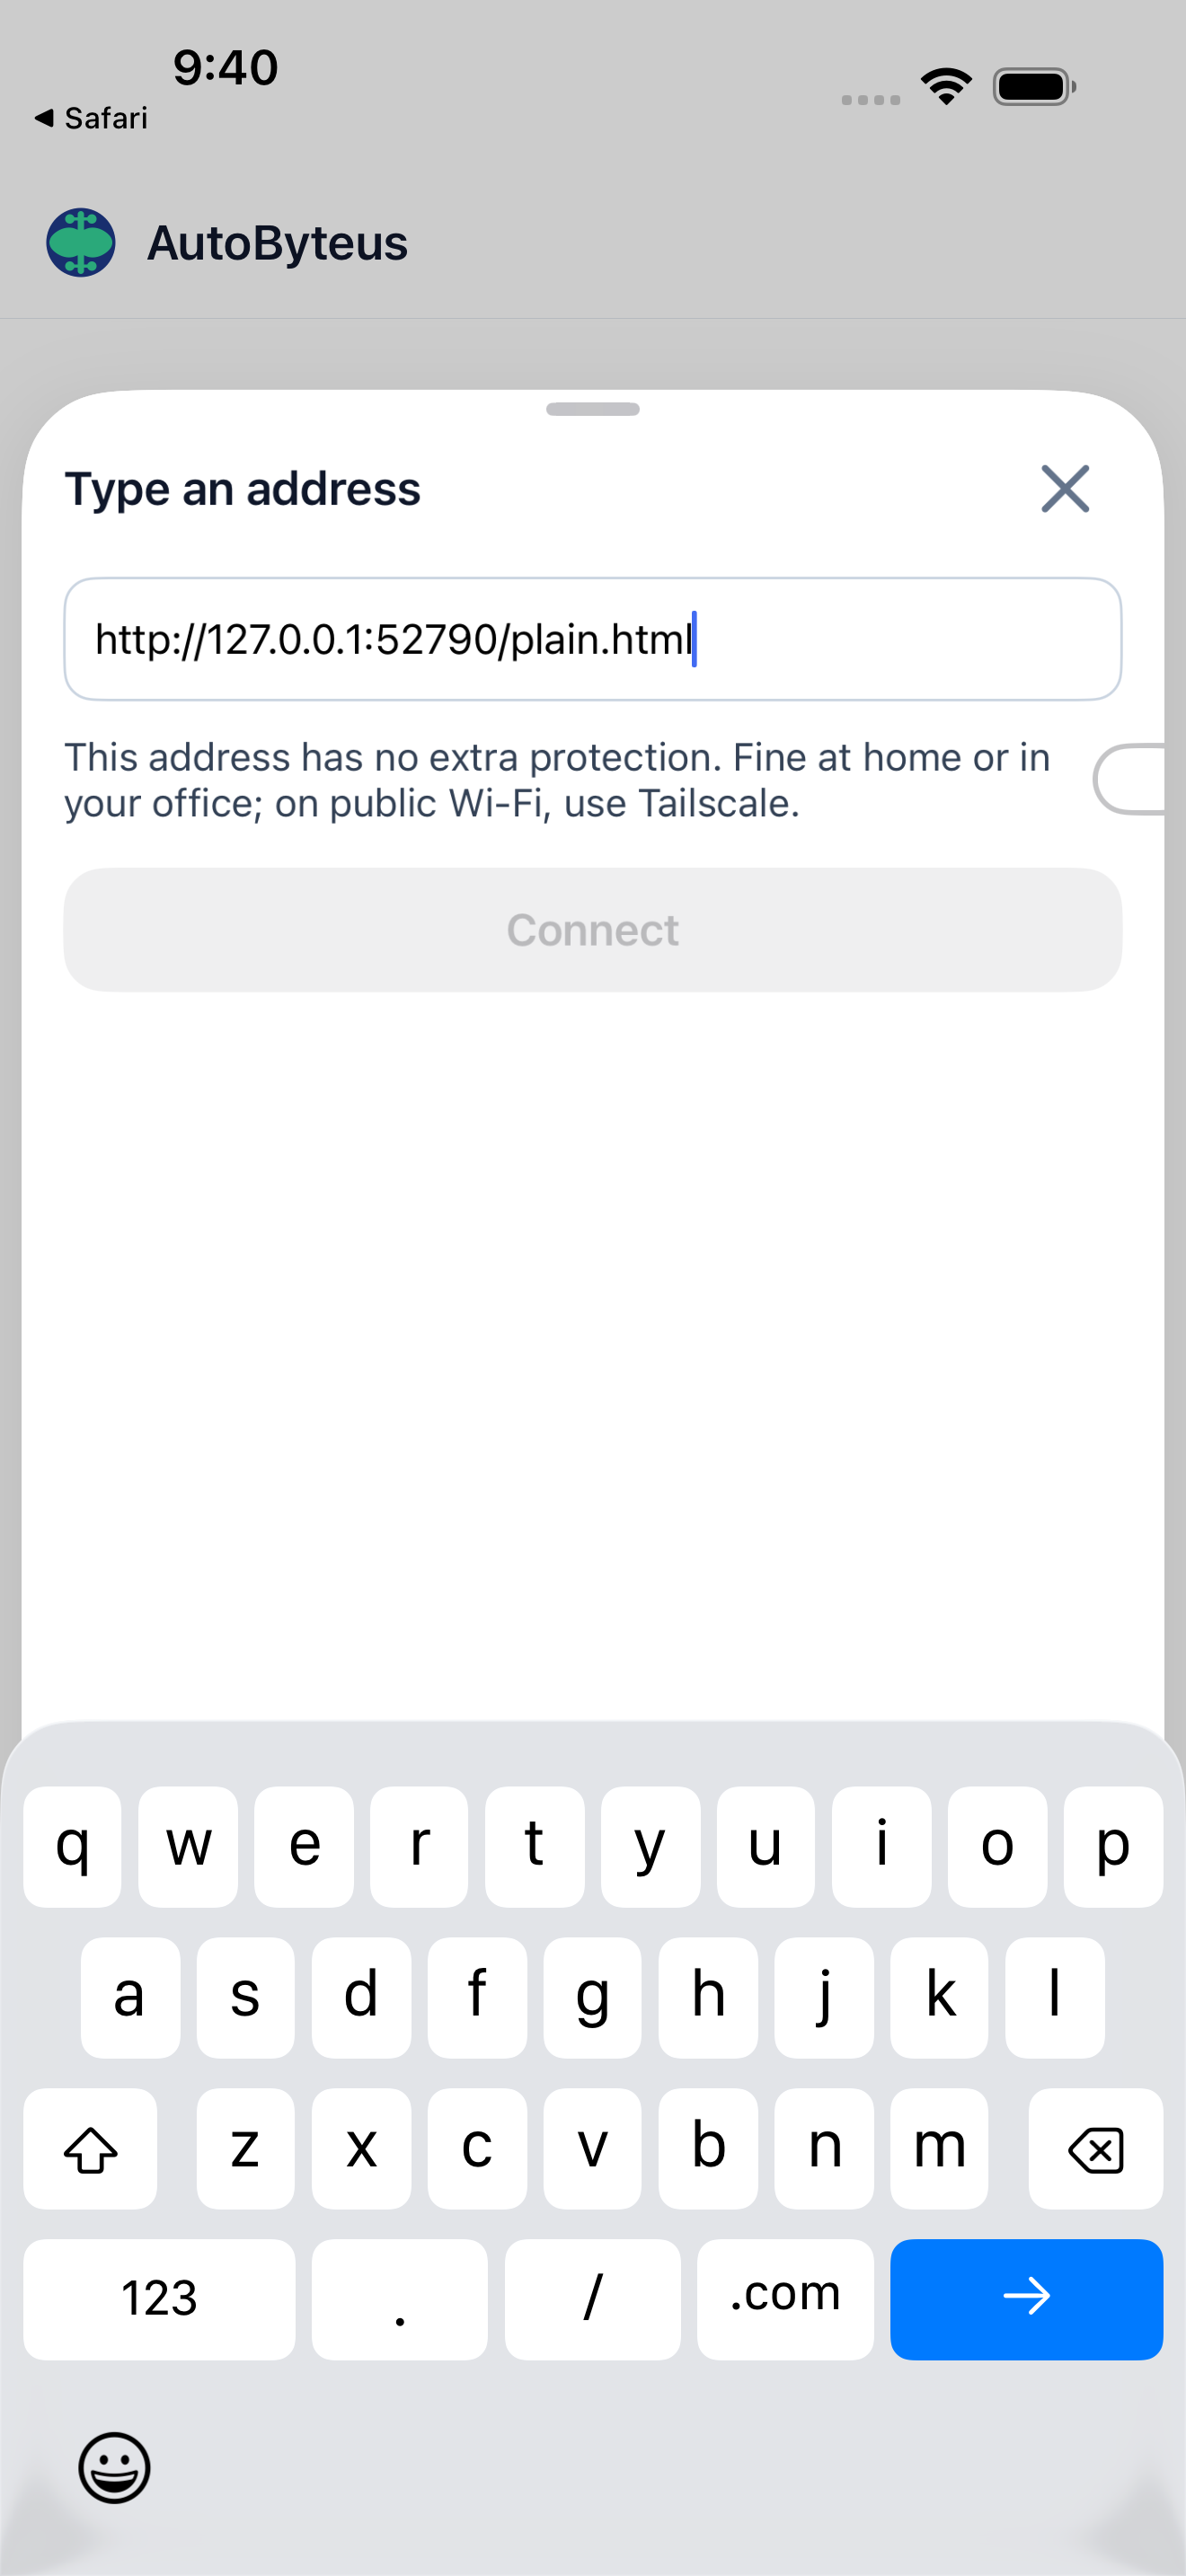 9:40
Safari
AutoByteus
Type an address
http://127.0.0.1:52790/plain.html
This address has no extra protection. Fine at home or in
your office; on public Wi-Fi, use Tailscale.
Connect
q w e r t y u i o p
a s d f g h j k l
z x c v b n m
123 . / .com